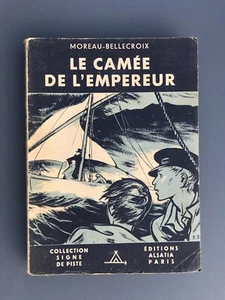 MOREAU-BELLECROIX
LE CAMÉE
DE L'EMPEREUR
COLLECTION
SIGNE
DE PISTE
EDITIONS
ALSATIA
PARIS